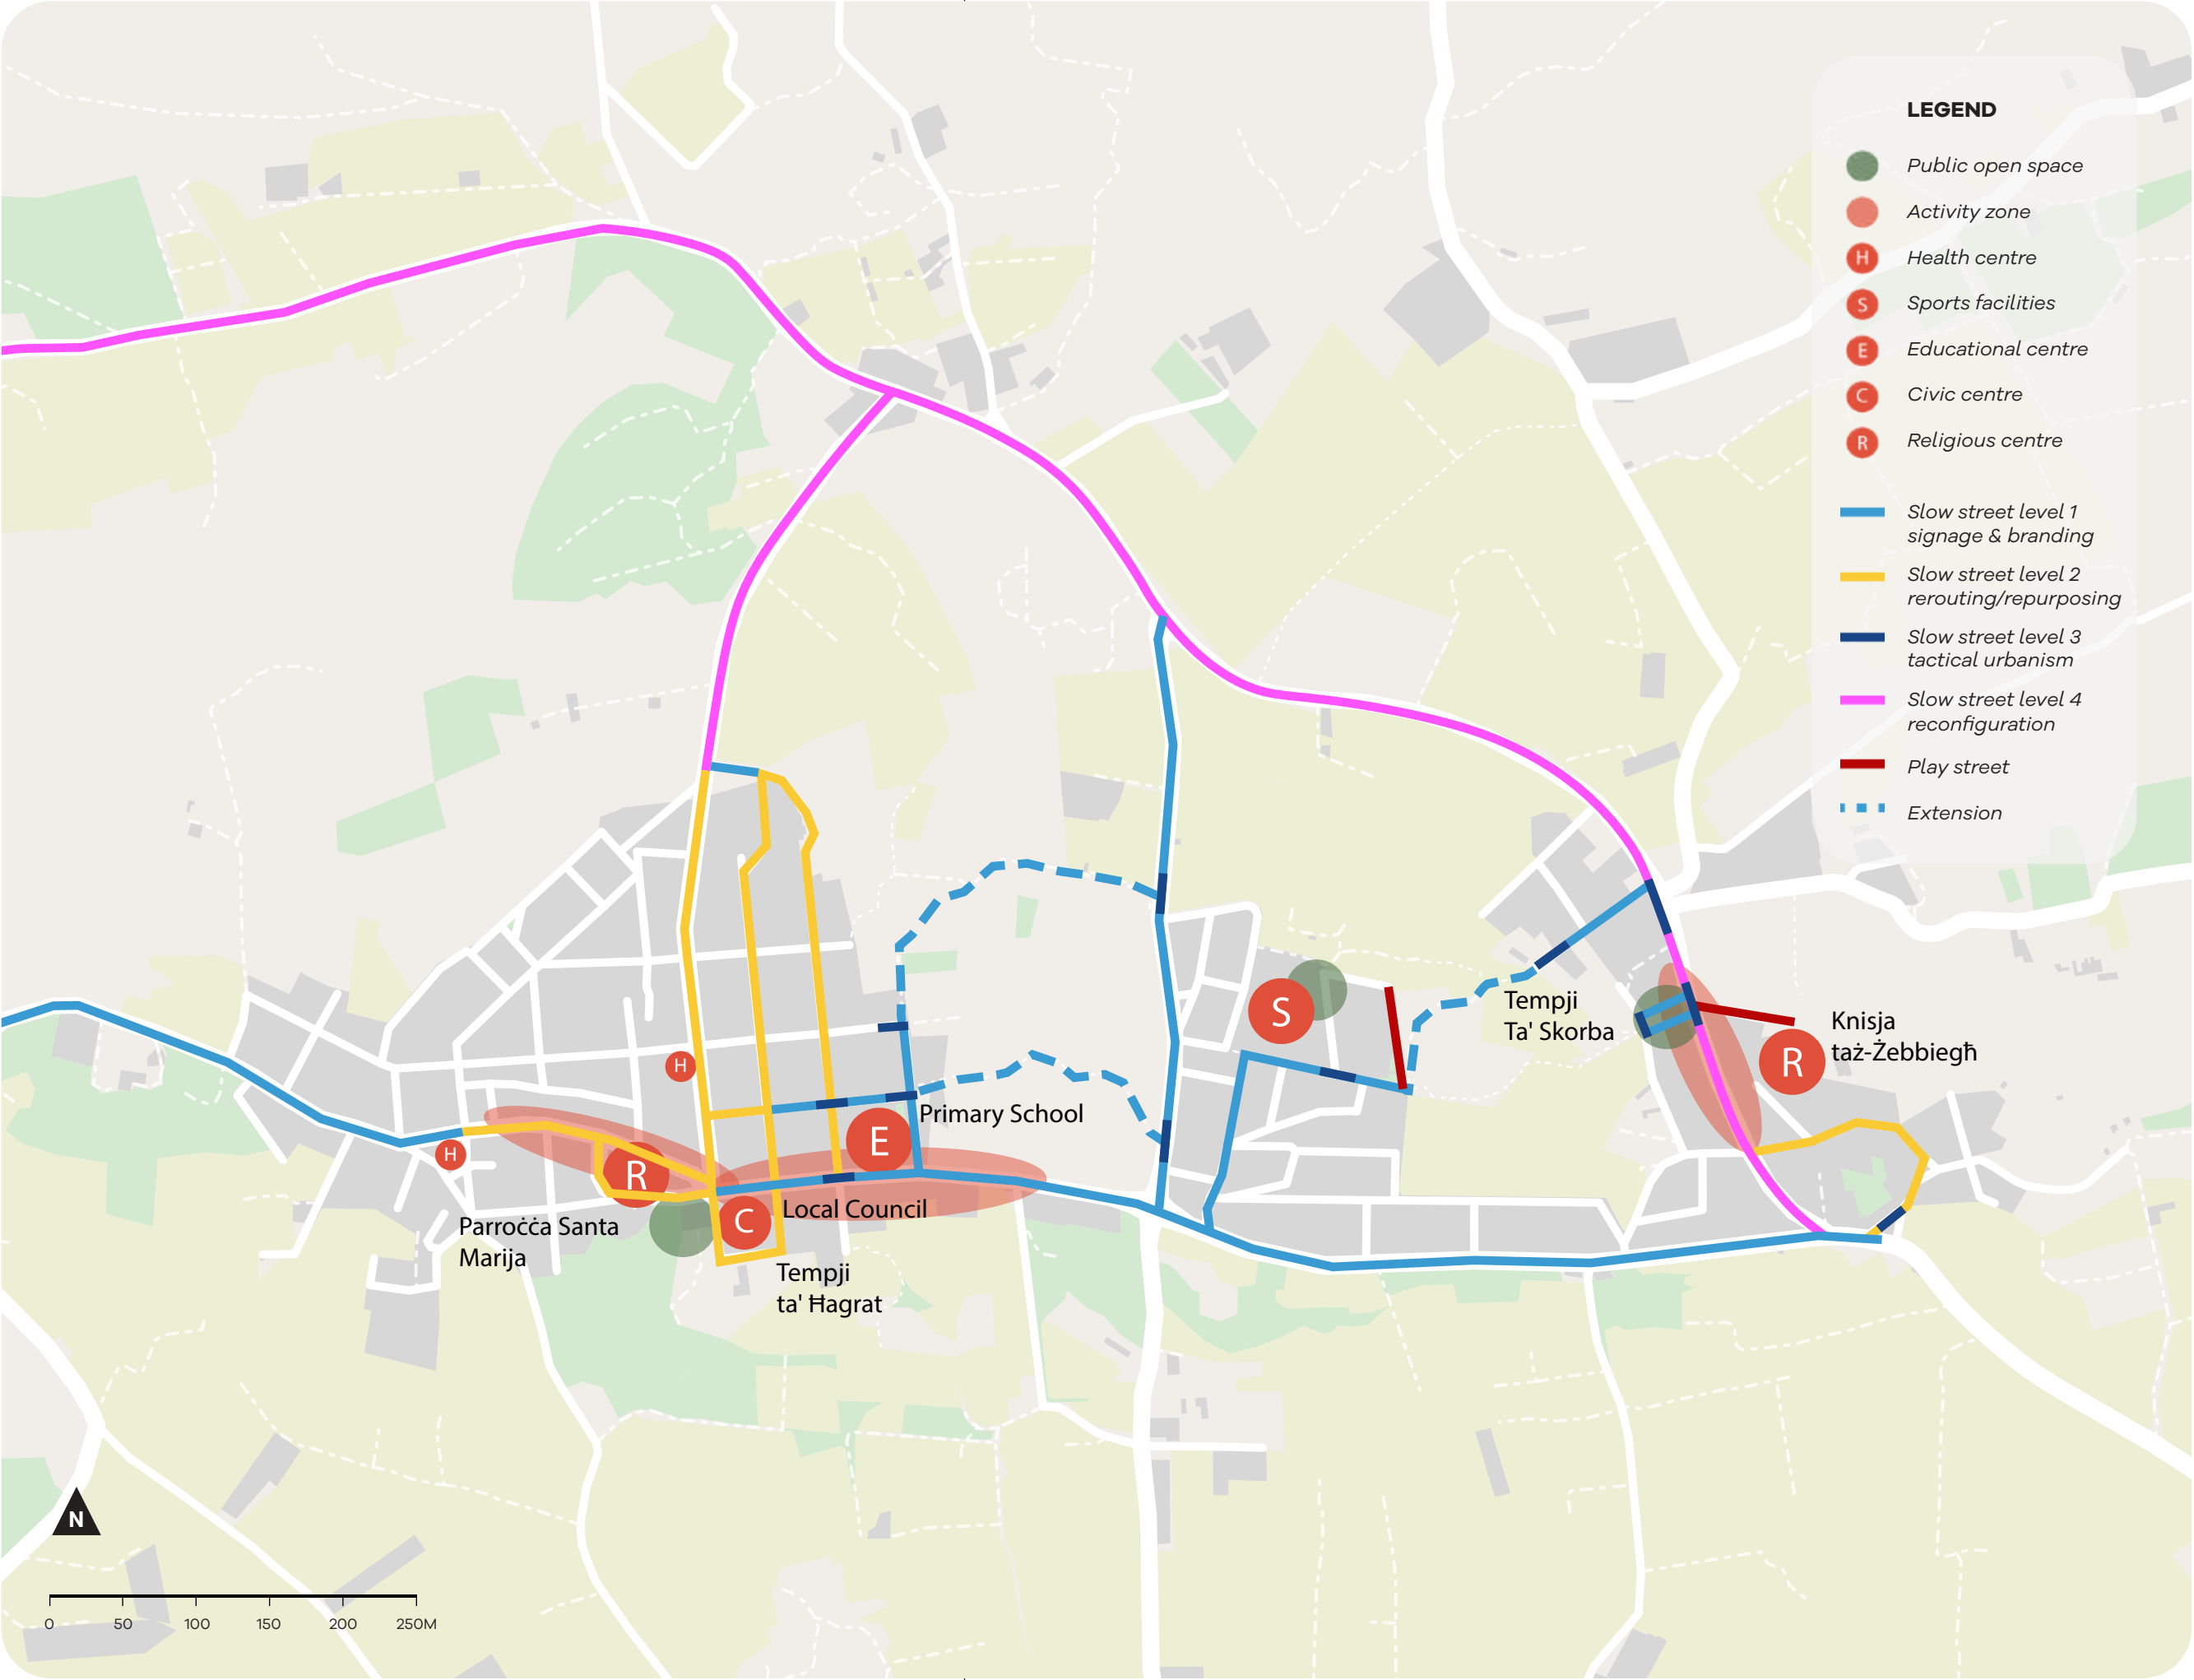 LEGEND
Public open space
Activity zone
H
Health centre
S
Sports facilities
E
Educational centre
C
Civic centre
R
Religious centre
Slow street level 1
signage & branding
Slow street level 2
rerouting/repurposing
Slow street level 3
tactical urbanism
Slow street level 4
reconfiguration
Play street
Extension
S
Tempji
Ta' Skorba
Knisja
taż-Żebbiegħ
R
H
Primary School
E
H
R
C
Local Council
Parroċċa Santa
Marija
Tempji
ta' Ħagrat
N
0 50 100 150 200 250M